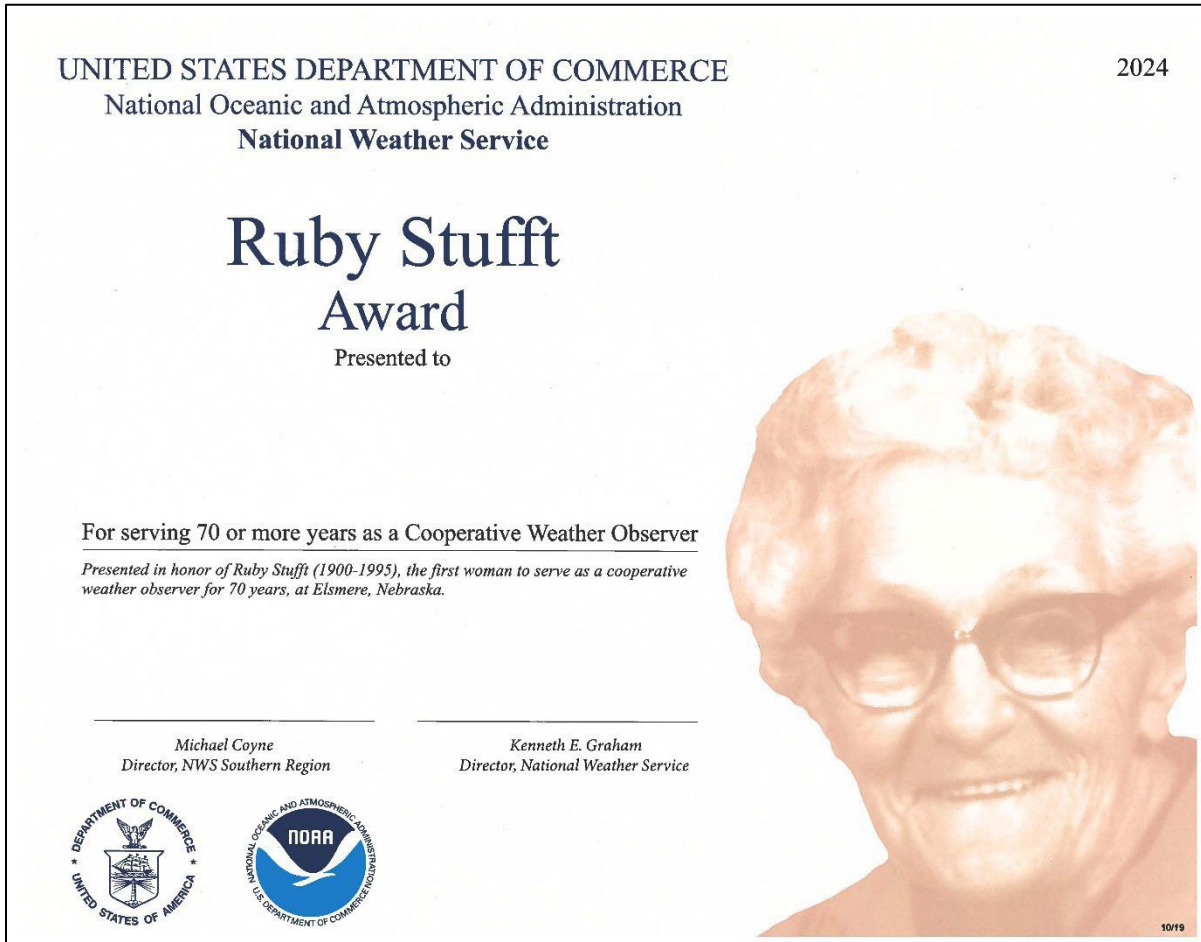 UNITED STATES DEPARTMENT OF COMMERCE
2024
National Oceanic and Atmospheric Administration
National Weather Service
Ruby Stufft
Award
Presented to
For serving 70 or more years as a Cooperative Weather Observer
Presented in honor of Ruby Stufft (1900-1995), the first woman to serve as a cooperative
weather observer for 70 years, at Elsmere, Nebraska.
Michael Coyne
Director, NWS Southern Region
Kenneth E. Graham
Director, National Weather Service
DEPARTMENT OF COMMERCE
UNITED STATES OF AMERICA
NATIONAL OCEANIC AND ATMOSPHERIC ADMINISTRATION
NOAA
U.S. DEPARTMENT OF COMMERCE
10/19